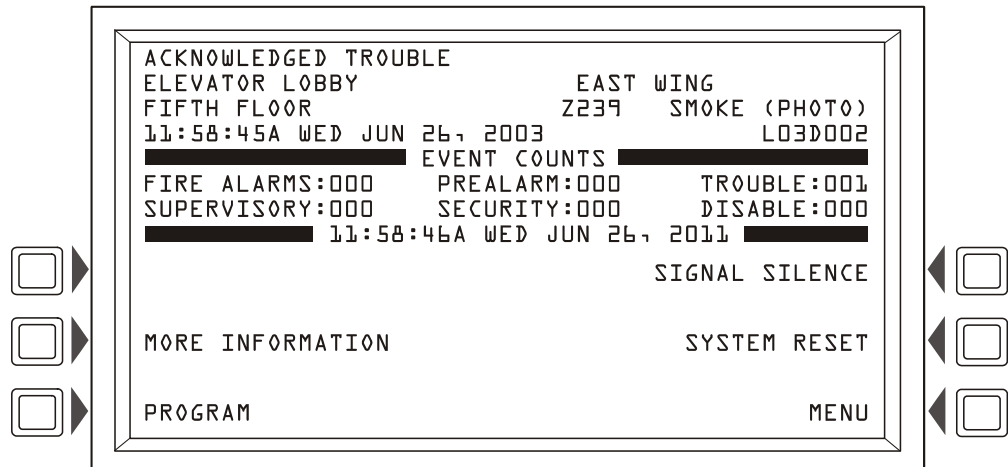 ACKNOWLEDGED TROUBLE
ELEVATOR LOBBY EAST WING
FIFTH FLOOR Z239 SMOKE (PHOTO)
11:58:45A WED JUN 26, 2003 L03D002
EVENT COUNTS
FIRE ALARMS:000 PREALARM:000 TROUBLE:001
SUPERVISORY:000 SECURITY:000 DISABLE:000
11:58:46A WED JUN 26, 2011
SIGNAL SILENCE
MORE INFORMATION SYSTEM RESET
PROGRAM MENU